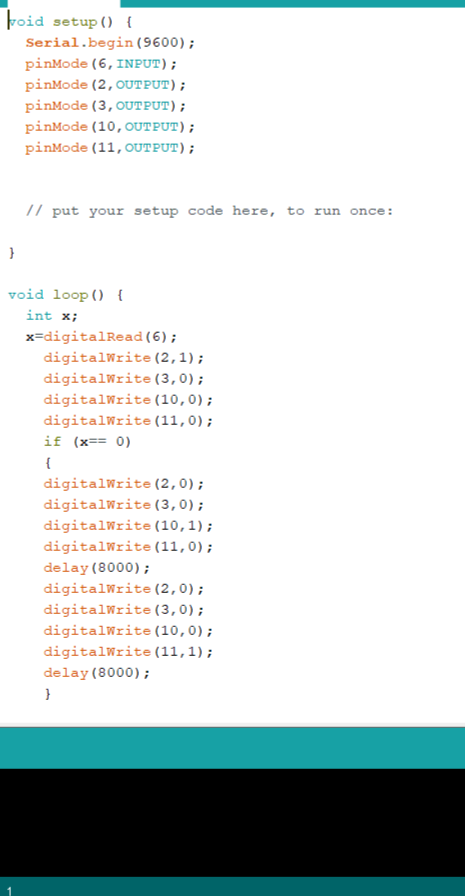 void setup() {
Serial.begin(9600);
pinMode(6,INPUT);
pinMode(2,OUTPUT);
pinMode(3,OUTPUT);
pinMode(10,OUTPUT);
pinMode(11,OUTPUT);
// put your setup code here, to run once:
}
void loop() {
int x;
x=digitalRead(6);
digitalWrite(2,1);
digitalWrite(3,0);
digitalWrite(10,0);
digitalWrite(11,0);
if (x== 0)
{
digitalWrite(2,0);
digitalWrite(3,0);
digitalWrite(10,1);
digitalWrite(11,0);
delay(8000);
digitalWrite(2,0);
digitalWrite(3,0);
digitalWrite(10,0);
digitalWrite(11,1);
delay(8000);
}
1